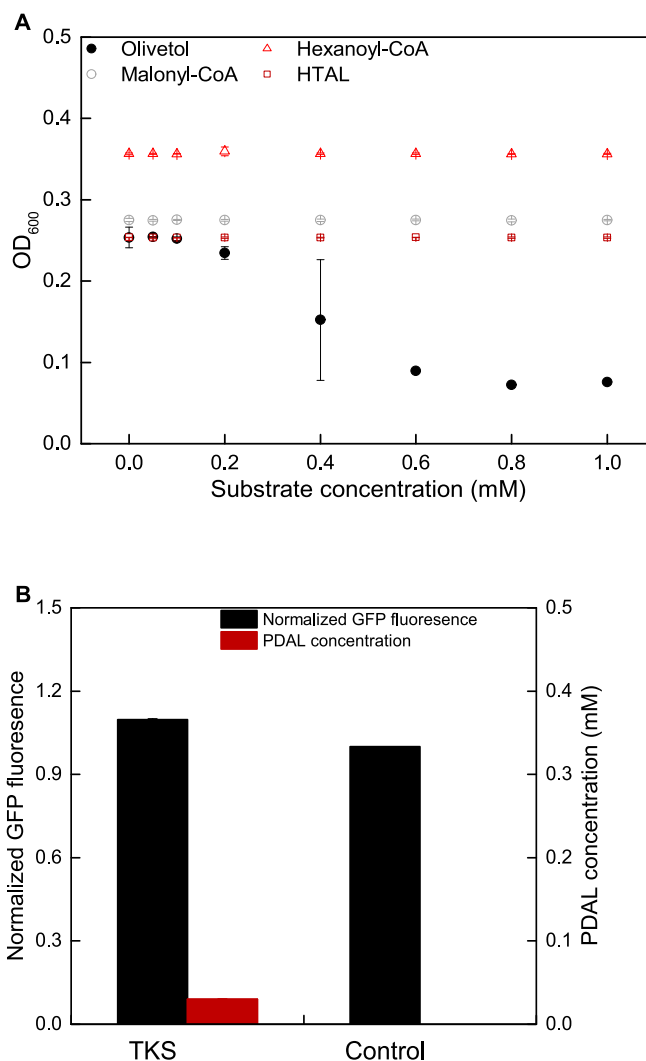 A
Olivetol
Hexanoyl-CoA
Malonyl-CoA
HTAL
0.5
0.4
0.3
0.2
0.1
0.0
OD600
0.0 0.2 0.4 0.6 0.8 1.0
Substrate concentration (mM)
B
Normalized GFP fluoresence
PDAL concentration
1.5
1.2
0.9
0.6
0.3
0.0
Normalized GFP fluoresence
0.5
0.4
0.3
0.2
0.1
0.0
PDAL concentration (mM)
TKS Control